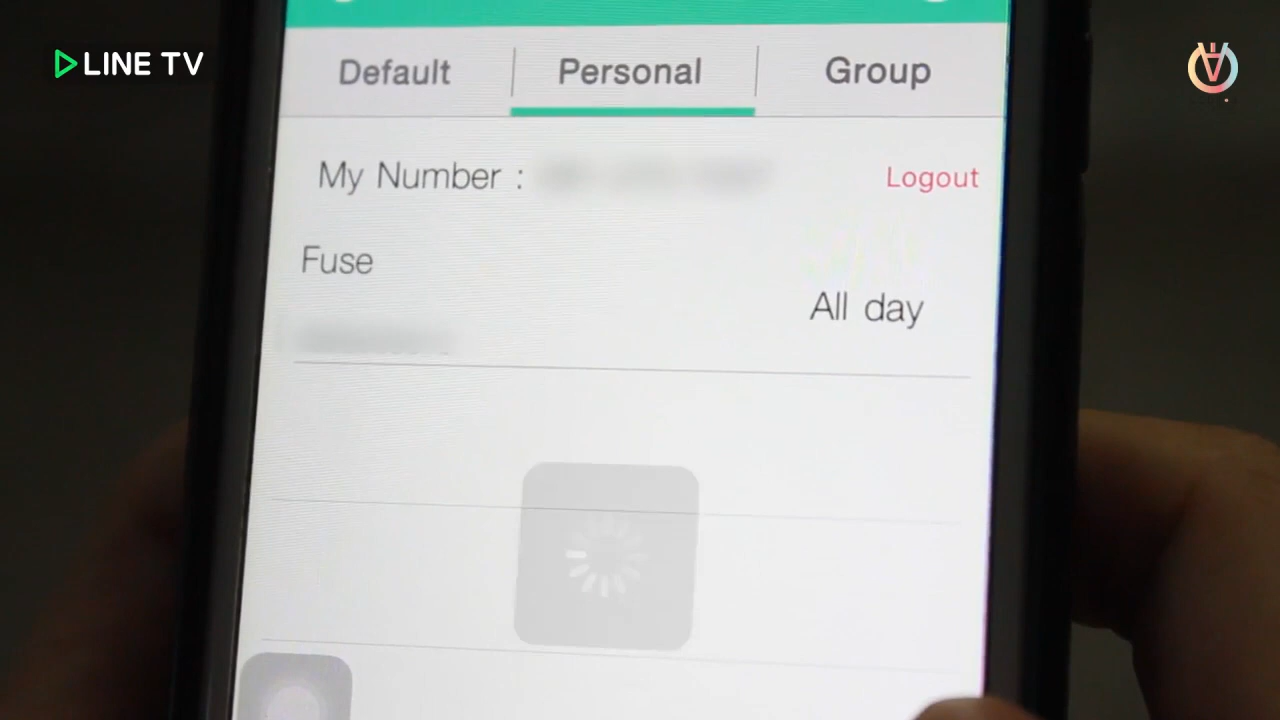 LINE TV
Default Personal Group
My Number : Logout
Fuse
All day